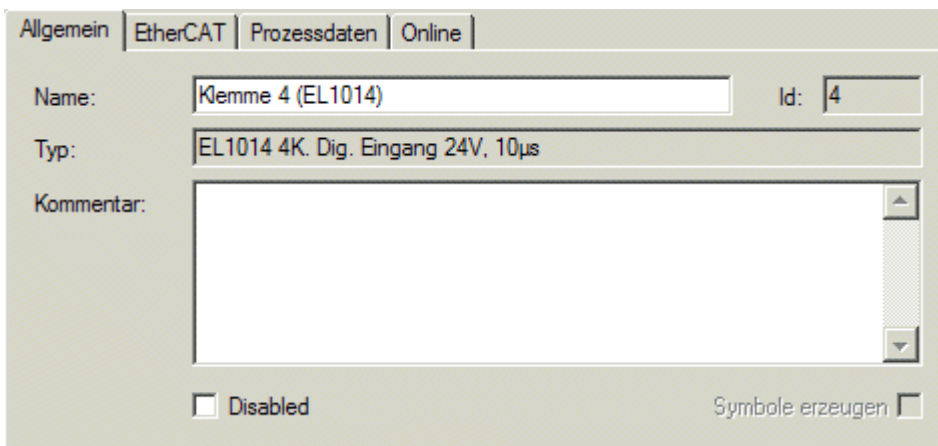 Allgemein EtherCAT Prozessdaten Online
Name: Klemme 4 (EL1014) Id: 4
Typ: EL1014 4K. Dig. Eingang 24V, 10µs
Kommentar:
Disabled Symbole erzeugen